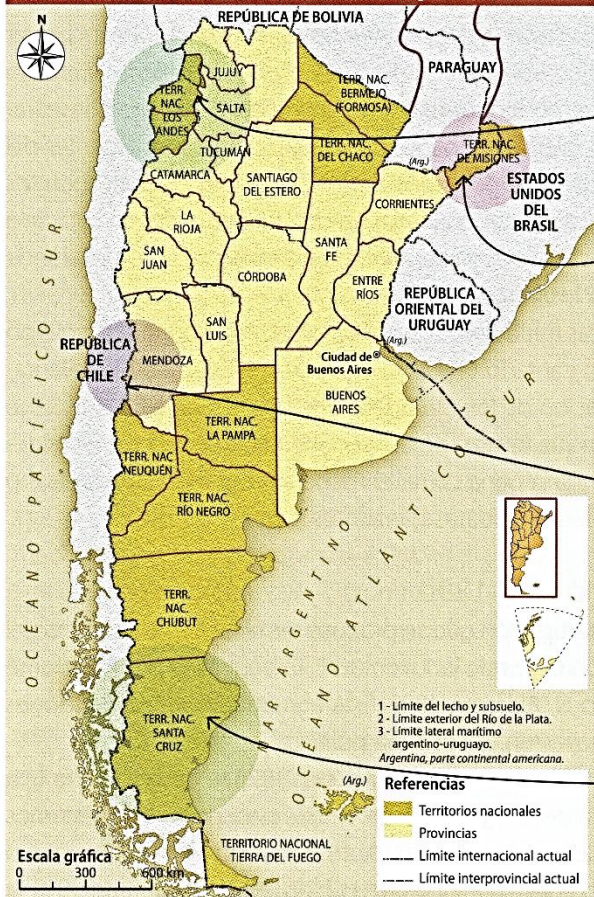 N
REPÚBLICA DE BOLIVIA
PARAGUAY
JUJUY
TERR.
NAC.
LOS
ANDES
SALTA
TERR. NAC.
BERMEJO
(FORMOSA)
TERR. NAC.
DEL CHACO
(Arg.)
TERR. NAC.
DE MISIONES
TUCUMÁN
CATAMARCA
SANTIAGO
DEL ESTERO
CORRIENTES
ESTADOS
UNIDOS
DEL
BRASIL
LA
RIOJA
SANTA
FE
SAN
JUAN
CÓRDOBA
ENTRE
RÍOS
REPÚBLICA
ORIENTAL DEL
URUGUAY
(Arg.)
REPÚBLICA
DE
CHILE
MENDOZA
SAN
LUIS
Ciudad de
Buenos Aires
BUENOS
AIRES
TERR. NAC.
LA PAMPA
TERR. NAC
NEUQUÉN
TERR. NAC.
RÍO NEGRO
TERR.
NAC.
CHUBUT
TERR. NAC.
SANTA
CRUZ
TERRITORIO NACIONAL
TIERRA DEL FUEGO
(Arg.)
OCÉANO PACÍFICO SUR
MAR ARGENTINO
OCÉANO ATLÁNTICO SUR
1 - Límite del lecho y subsuelo.
2 - Límite exterior del Río de la Plata.
3 - Límite lateral marítimo
argentino-uruguayo.
Argentina, parte continental americana.
Referencias
Territorios nacionales
Provincias
Límite internacional actual
Límite interprovincial actual
Escala gráfica
0 300 600 km